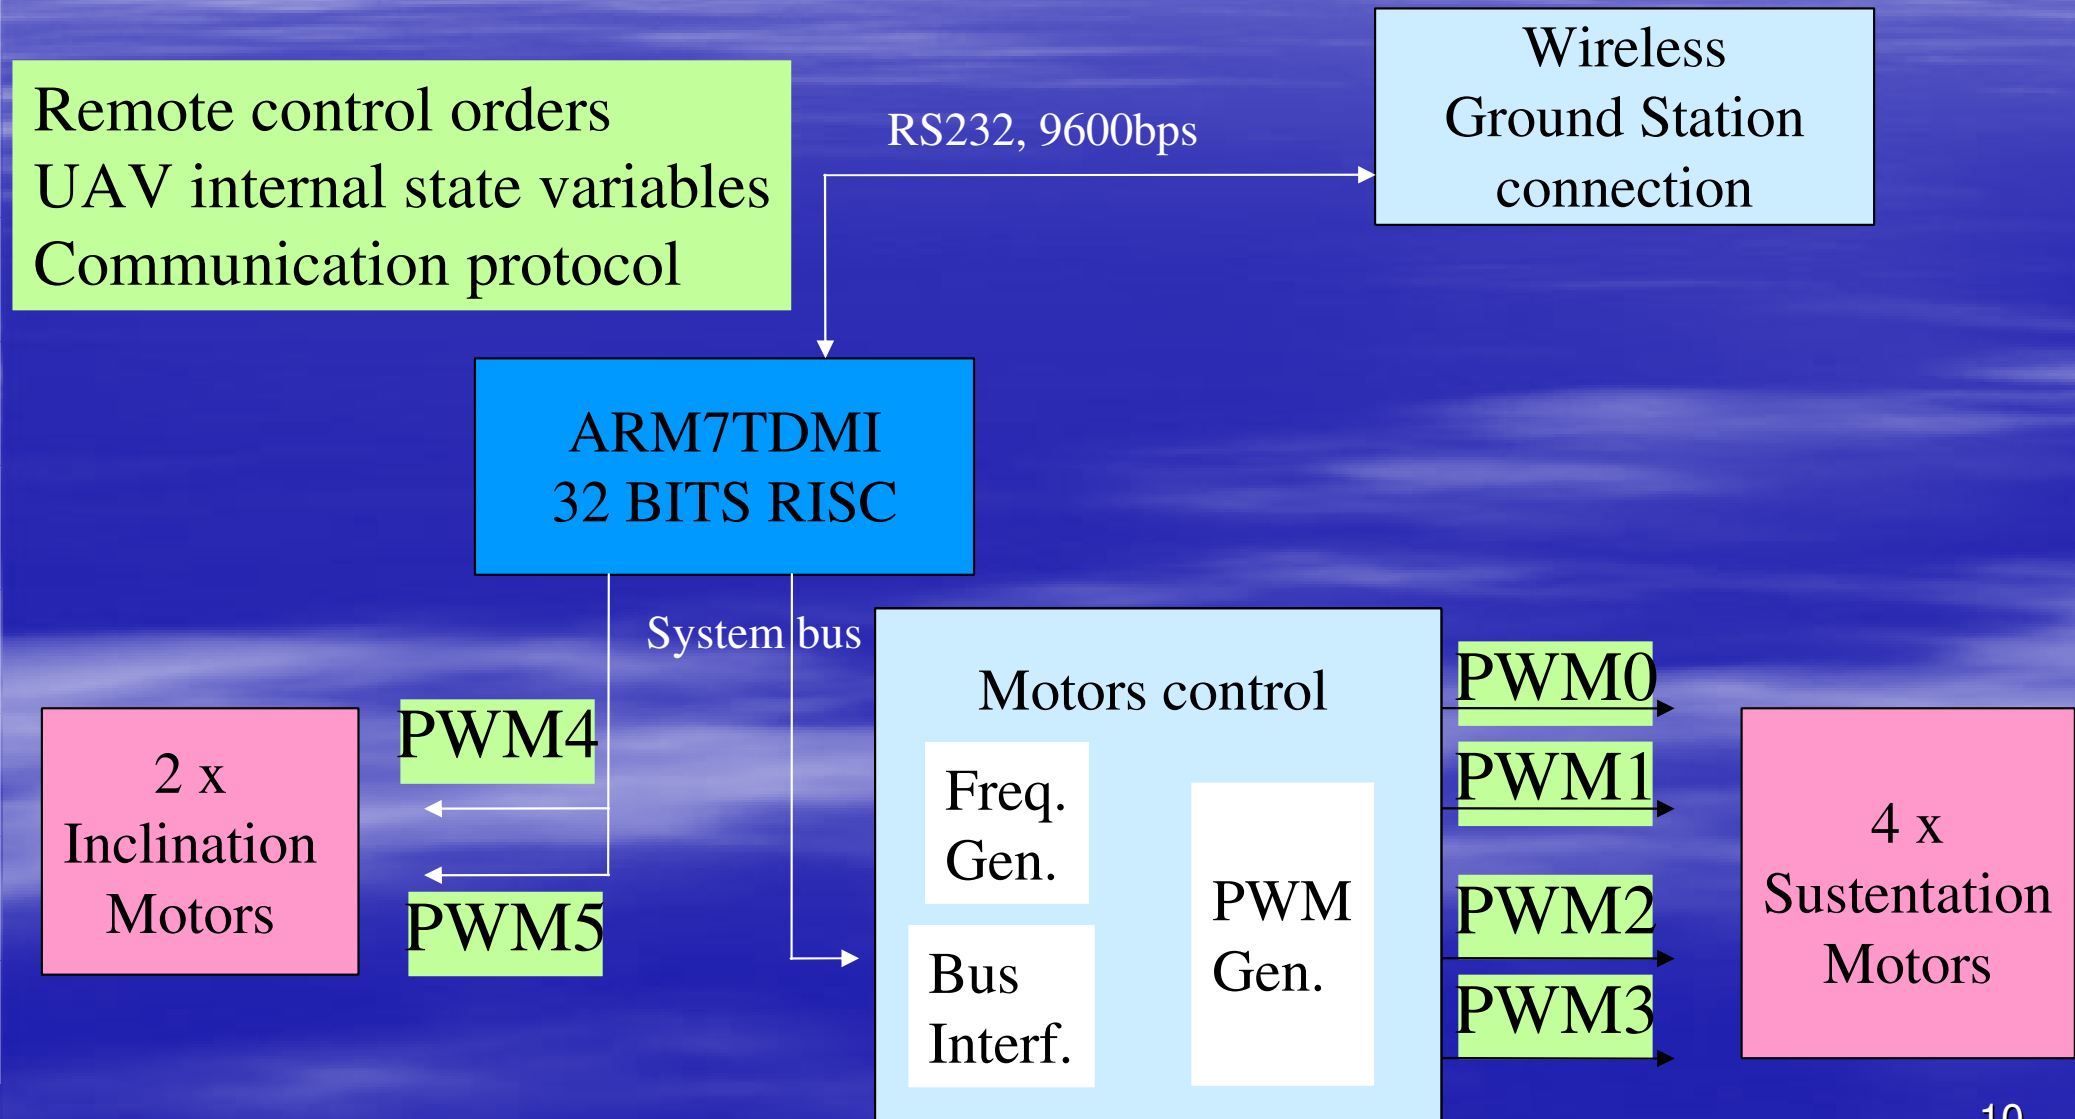 Wireless
Ground Station
connection
Remote control orders
UAV internal state variables
Communication protocol
RS232, 9600bps
ARM7TDMI
32 BITS RISC
System bus
PWM4
PWM5
2 x
Inclination
Motors
Motors control
Freq.
Gen.
Bus
Interf.
PWM
Gen.
PWM0
PWM1
PWM2
PWM3
4 x
Sustentation
Motors